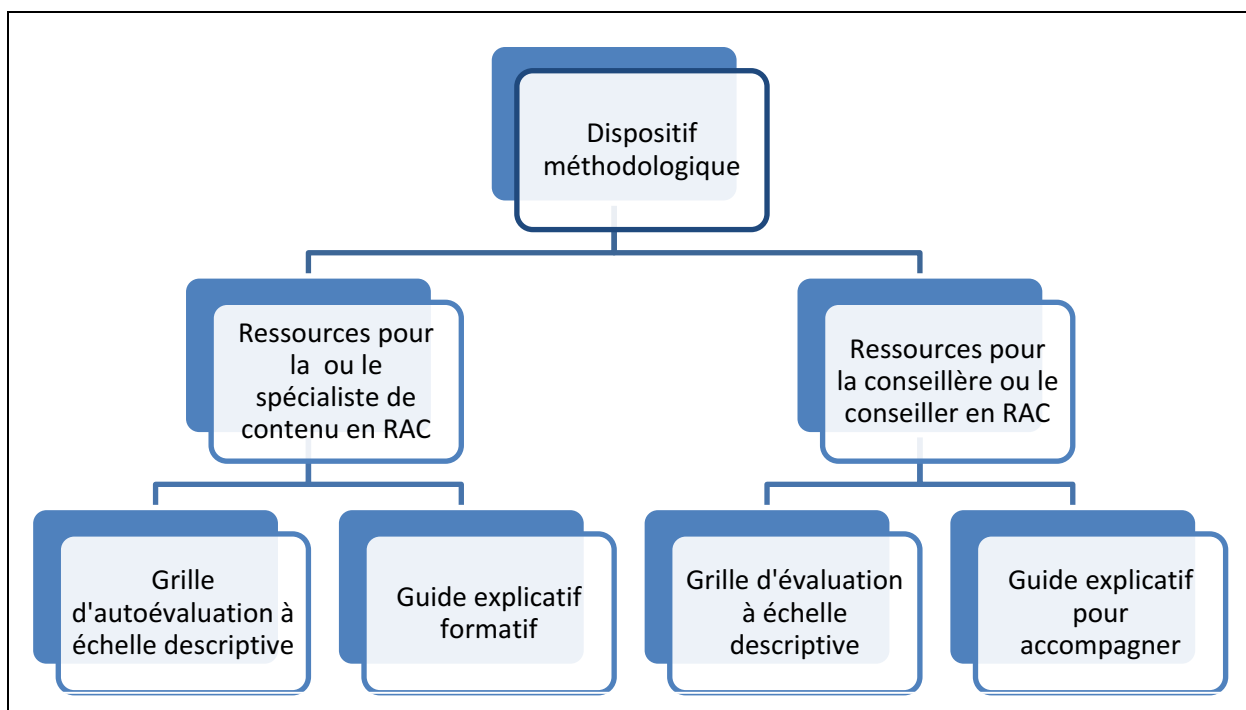 Dispositif
méthodologique
Ressources pour
la ou le
spécialiste de
contenu en RAC
Ressources pour
la conseillère ou le
conseiller en RAC
Grille
d'autoévaluation à
échelle descriptive
Guide explicatif
formatif
Grille d'évaluation
à échelle
descriptive
Guide explicatif
pour
accompagner